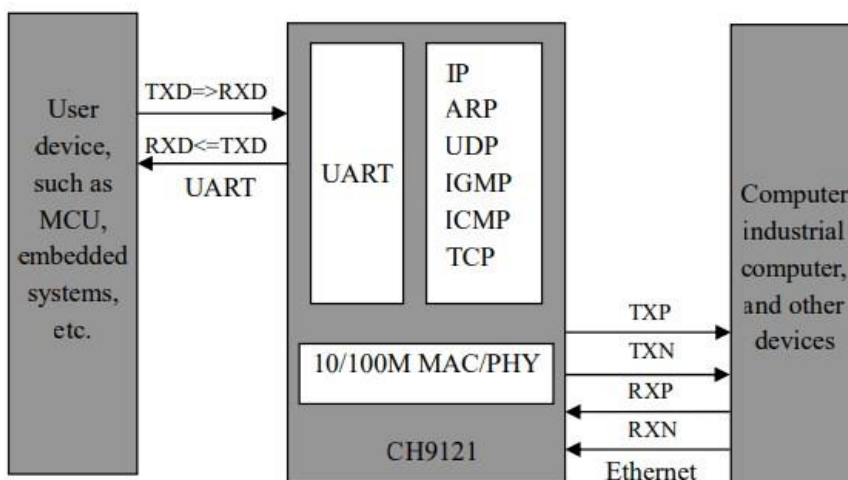 User
device,
such as
MCU,
embedded
systems,
etc.
TXD=>RXD
RXD<=TXD
UART
UART
IP
ARP
UDP
IGMP
ICMP
TCP
10/100M MAC/PHY
CH9121
TXP
TXN
RXP
RXN
Ethernet
Computer
industrial
computer,
and other
devices